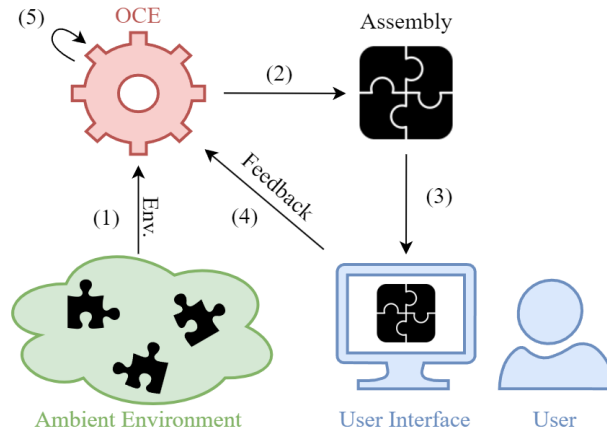 (5)
OCE
Assembly
(2)
(1)
Env.
Feedback
(4)
(3)
Ambient Environment
User Interface
User